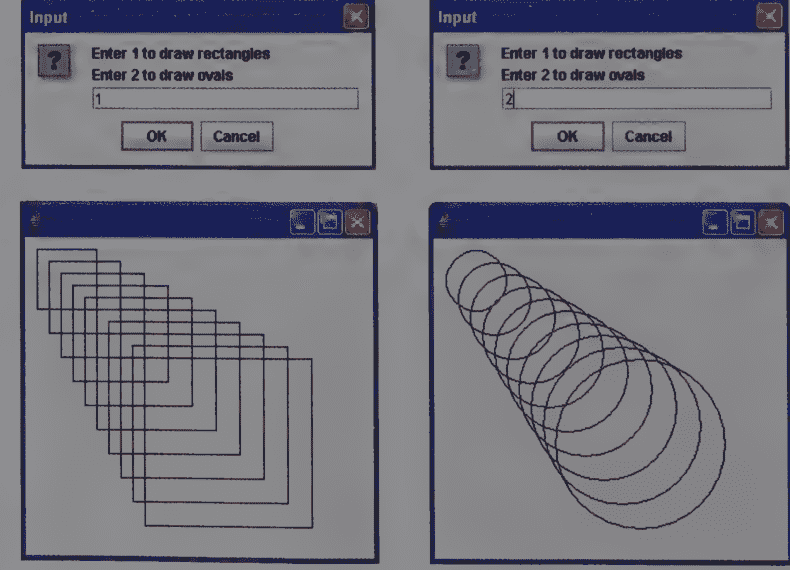 Input
Enter 1 to draw rectangles
Enter 2 to draw ovals
1
OK Cancel
Input
Enter 1 to draw rectangles
Enter 2 to draw ovals
2
OK Cancel